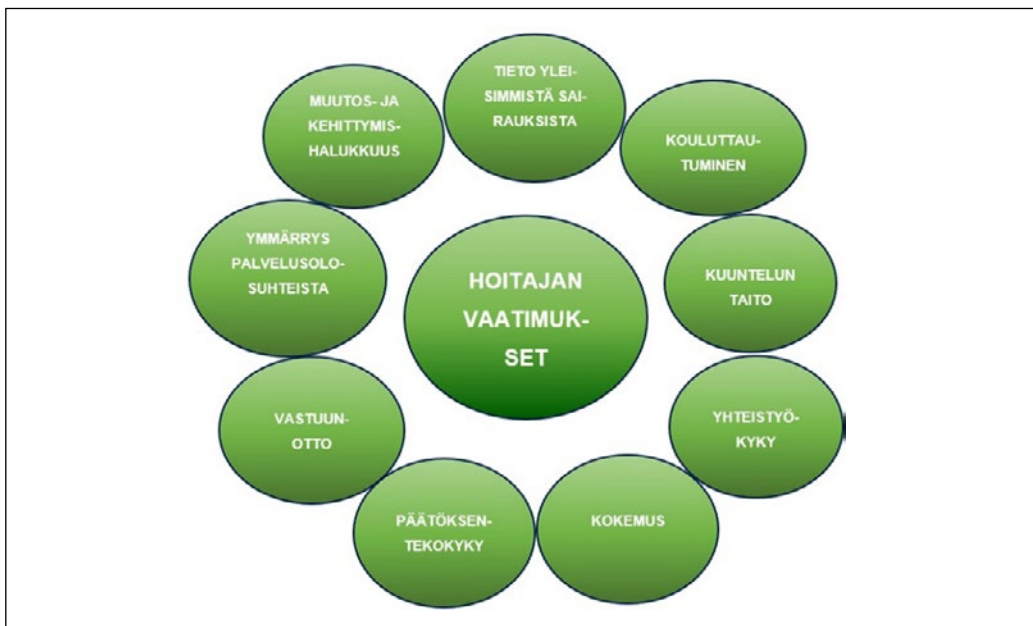 TIETO YLEI-
SIMMISTÄ SAI-
RAUKSISTA
KOULUTTAU-
TUMINEN
KUUNTELUN
TAITO
YHTEISTYÖ-
KYKY
KOKEMUS
PÄÄTÖKSEN-
TEKOKYKY
VASTUUN-
OTTO
YMMÄRRYS
PALVELUSOLO-
SUHTEISTA
MUUTOS- JA
KEHITTYMIS-
HALUKKUUS
HOITAJAN
VAATIMUK-
SET